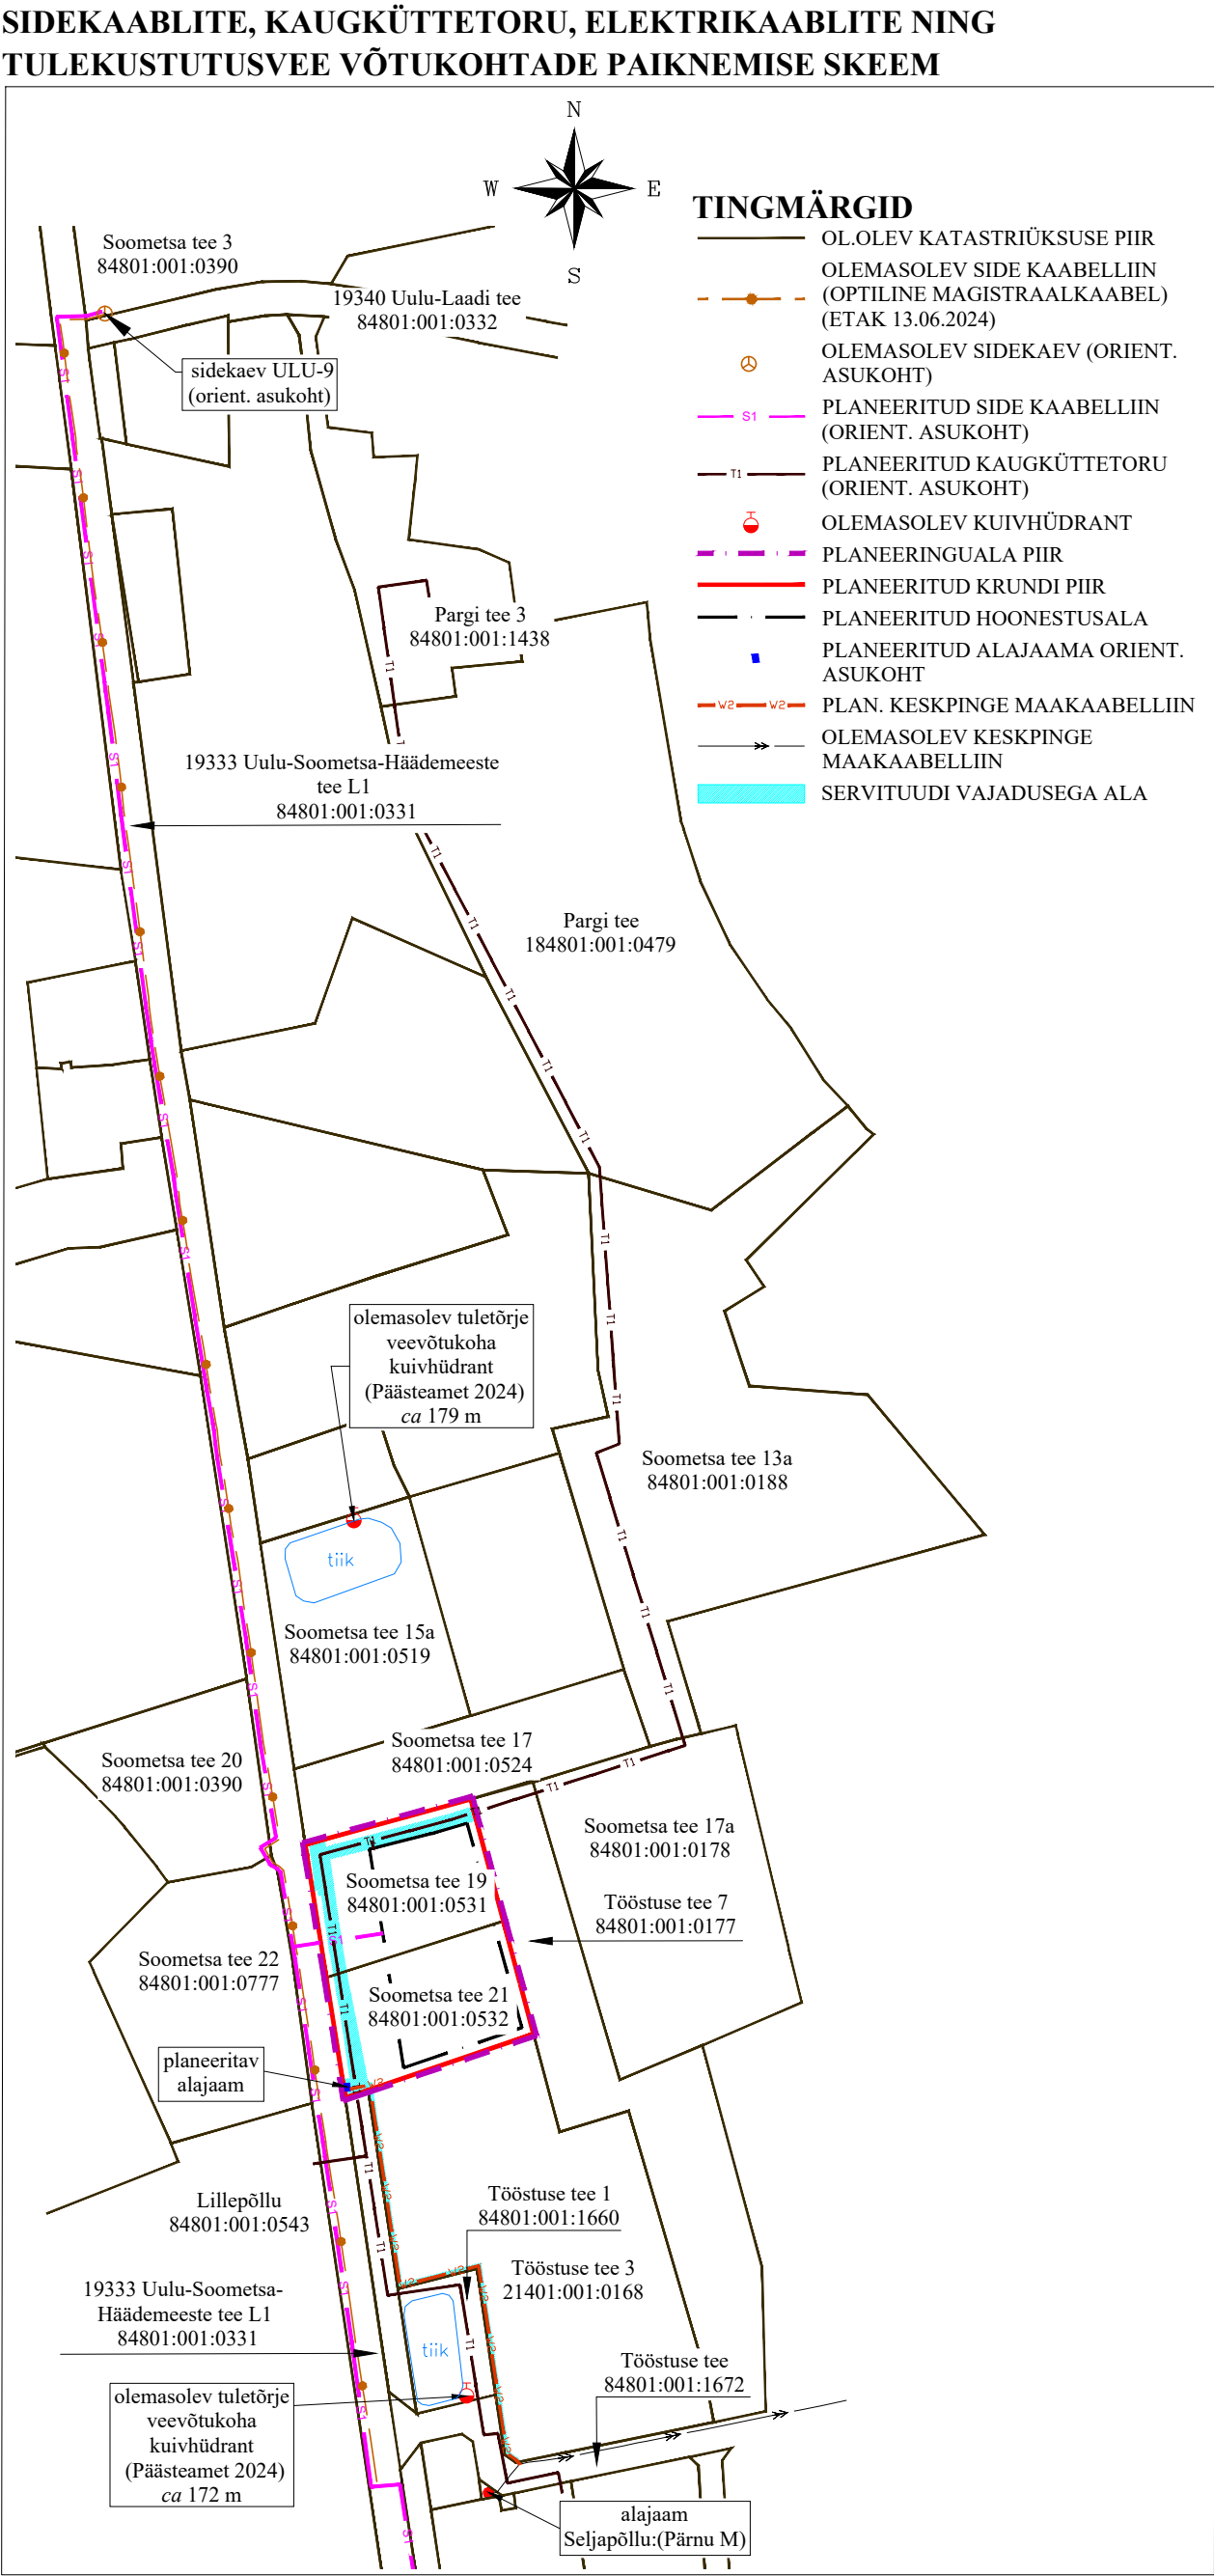 SIDEKAABLITE, KAUGKÜTTETORU, ELEKTRIKAABLITE NING
TULEKUSTUTUSVEE VÕTUKOHTADE PAIKNEMISE SKEEM
N
W
E
S
TINGMÄRGID
OL.OLEV KATASTRIÜKSUSE PIIR
OLEMASOLEV SIDE KAABELLIIN
(OPTILINE MAGISTRAALKAABEL)
(ETAK 13.06.2024)
OLEMASOLEV SIDEKAEV (ORIENT.
ASUKOHT)
S1
PLANEERITUD SIDE KAABELLIIN
(ORIENT. ASUKOHT)
T1
PLANEERITUD KAUGKÜTTETORU
(ORIENT. ASUKOHT)
OLEMASOLEV KUIVHÜDRANT
PLANEERINGUALA PIIR
PLANEERITUD KRUNDI PIIR
PLANEERITUD HOONESTUSALA
PLANEERITUD ALAJAAMA ORIENT.
ASUKOHT
W2 W2
PLAN. KESKPINGE MAAKAABELLIIN
OLEMASOLEV KESKPINGE
MAAKAABELLIIN
SERVITUUDI VAJADUSEGA ALA
Soometsa tee 3
84801:001:0390
19340 Uulu-Laadi tee
84801:001:0332
sidekaev ULU-9
(orient. asukoht)
Pargi tee 3
84801:001:1438
19333 Uulu-Soometsa-Häädemeeste
tee L1
84801:001:0331
Pargi tee
184801:001:0479
olemasolev tuletõrje
veevõtukoha
kuivhüdrant
(Päästeamet 2024)
ca 179 m
Soometsa tee 13a
84801:001:0188
tiik
Soometsa tee 15a
84801:001:0519
Soometsa tee 17
84801:001:0524
Soometsa tee 20
84801:001:0390
Soometsa tee 17a
84801:001:0178
Soometsa tee 19
84801:001:0531
Tööstuse tee 7
84801:001:0177
Soometsa tee 22
84801:001:0777
Soometsa tee 21
84801:001:0532
planeeritav
alajaam
Lillepõllu
84801:001:0543
Tööstuse tee 1
84801:001:1660
Tööstuse tee 3
21401:001:0168
19333 Uulu-Soometsa-
Häädemeeste tee L1
84801:001:0331
tiik
Tööstuse tee
84801:001:1672
olemasolev tuletõrje
veevõtukoha
kuivhüdrant
(Päästeamet 2024)
ca 172 m
alajaam
Seljapõllu:(Pärnu M)